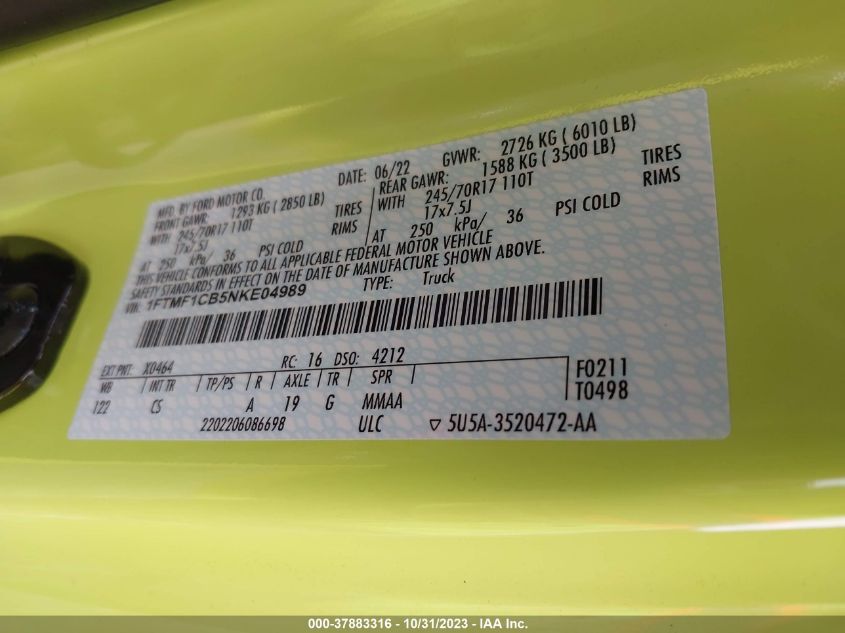 MFD. BY FORD MOTOR CO.
DATE: 06/22 GVWR: 2726 KG ( 6010 LB)
FRONT GAWR: 1293 KG ( 2850 LB) REAR GAWR: 1588 KG ( 3500 LB)
WITH 245/70R17 110T TIRES WITH 245/70R17 110T TIRES
17x7.5J RIMS 17x7.5J RIMS
AT 250 kPa/ 36 PSI COLD AT 250 kPa/ 36 PSI COLD
THIS VEHICLE CONFORMS TO ALL APPLICABLE FEDERAL MOTOR VEHICLE
SAFETY STANDARDS IN EFFECT ON THE DATE OF MANUFACTURE SHOWN ABOVE.
VIN: 1FTMF1CB5NKE04989 TYPE: Truck
EXT PNT: X0464 RC: 16 DSO: 4212 F0211
WB INT TR TP/PS R AXLE TR SPR T0498
122 CS A 19 G MMAA
2202206086698 ULC ▽ 5U5A-3520472-AA
000-37883316 - 10/31/2023 - IAA Inc.